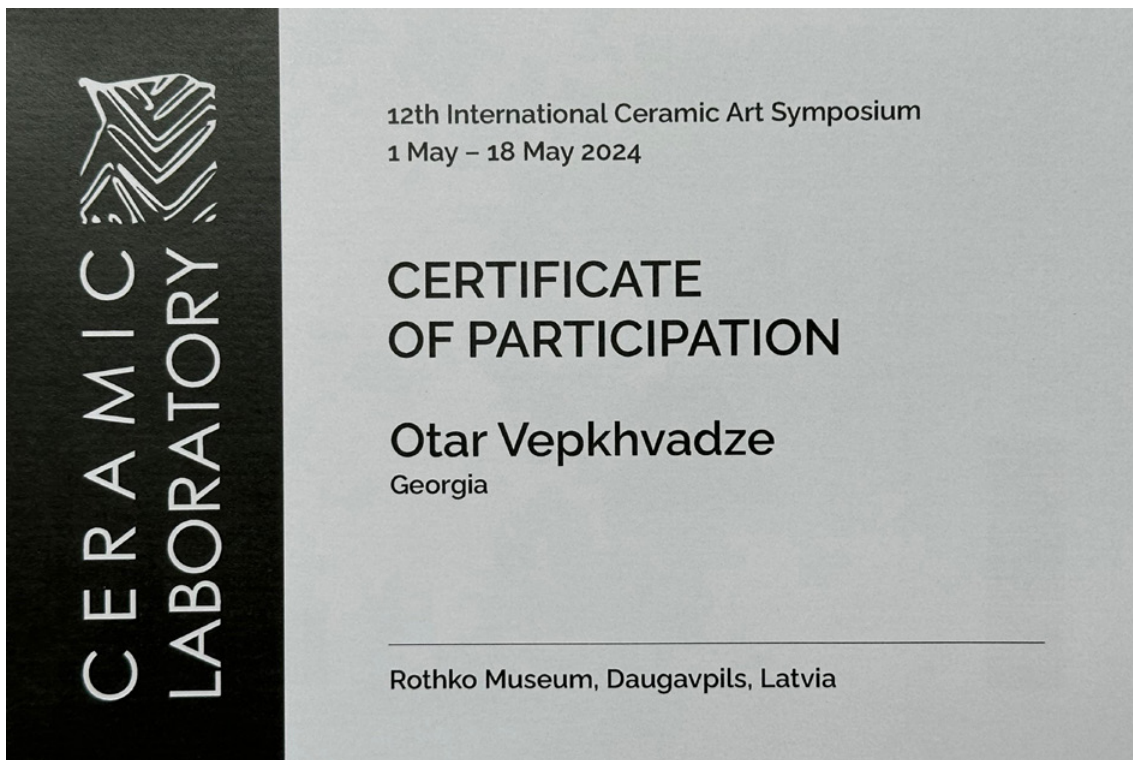 CERAMIC
LABORATORY
12th International Ceramic Art Symposium
1 May – 18 May 2024
CERTIFICATE
OF PARTICIPATION
Otar Vepkhvadze
Georgia
Rothko Museum, Daugavpils, Latvia